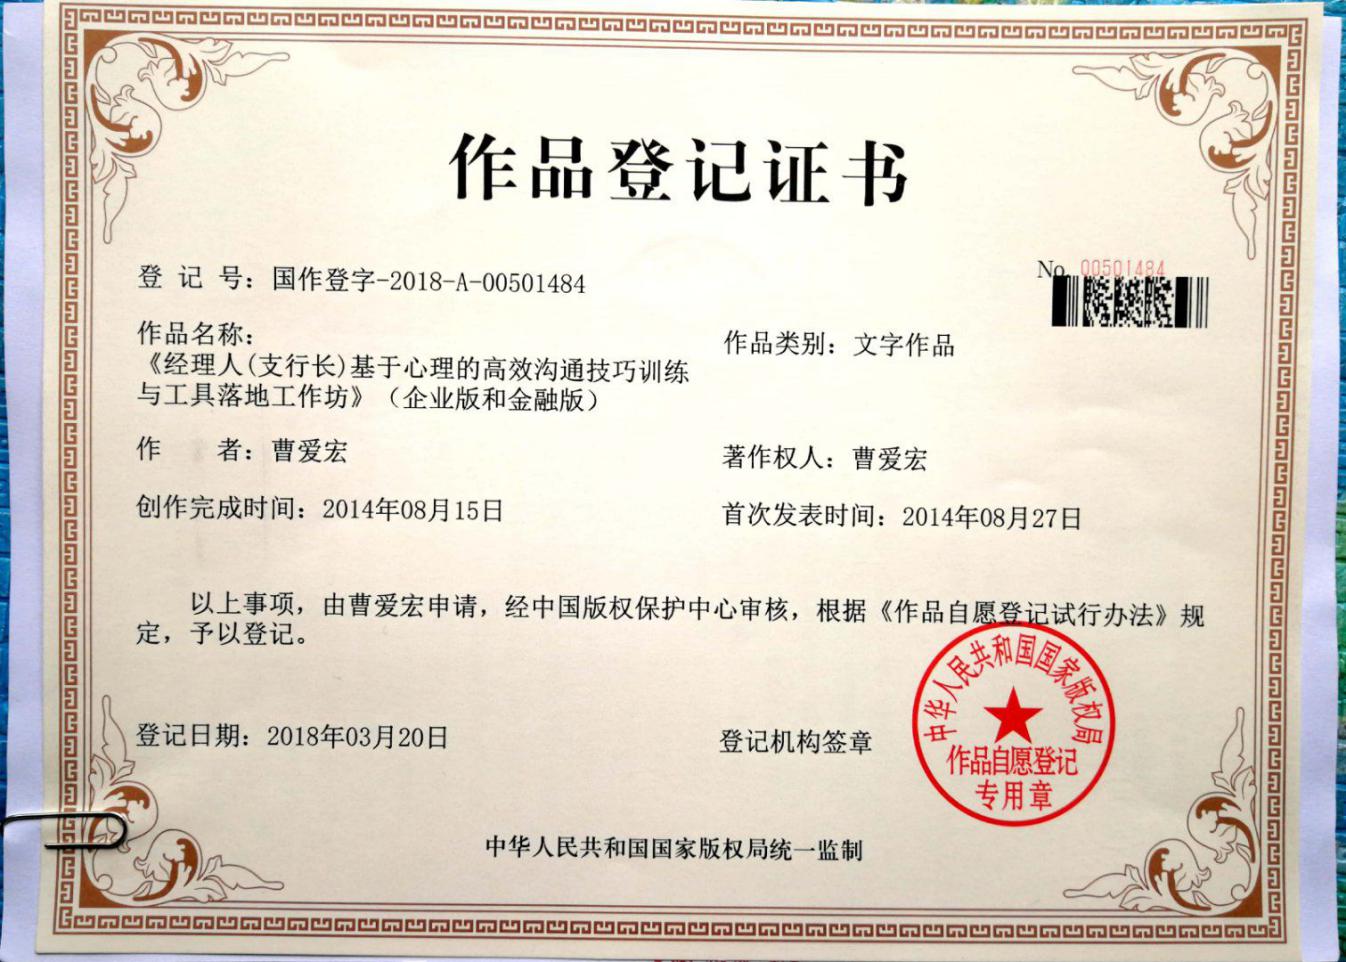 作品登记证书
登 记 号：国作登字-2018-A-00501484
No. 00501484
作品名称：
《经理人(支行长)基于心理的高效沟通技巧训练
与工具落地工作坊》（企业版和金融版）
作品类别：文字作品
作 者：曹爱宏
著作权人：曹爱宏
创作完成时间：2014年08月15日
首次发表时间：2014年08月27日
以上事项，由曹爱宏申请，经中国版权保护中心审核，根据《作品自愿登记试行办法》规
定，予以登记。
登记日期：2018年03月20日
登记机构签章
中华人民共和国国家版权局
作品自愿登记
专用章
中华人民共和国国家版权局统一监制